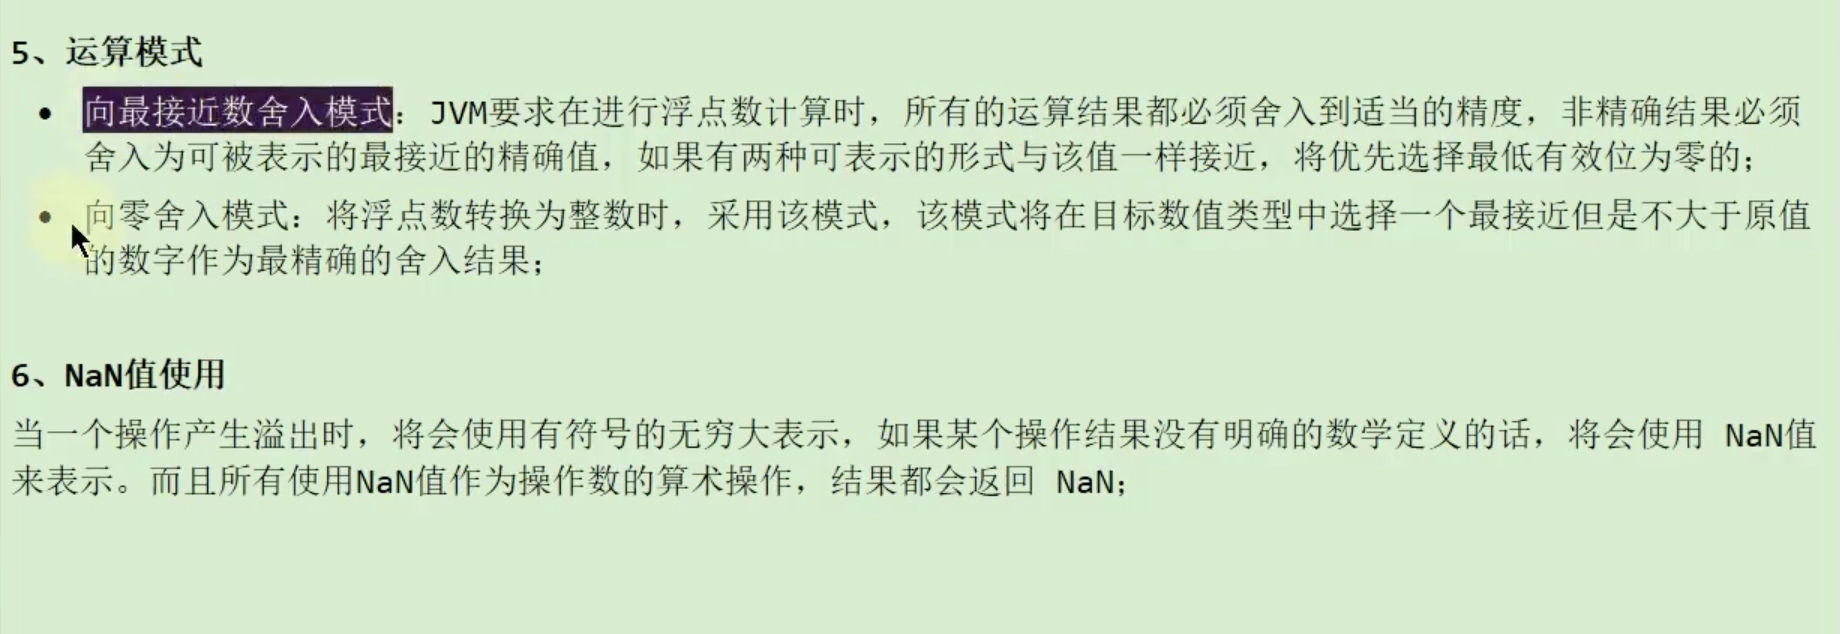 5、运算模式
• 向最接近数舍入模式：JVM要求在进行浮点数计算时，所有的运算结果都必须舍入到适当的精度，非精确结果必须
舍入为可被表示的最接近的精确值，如果有两种可表示的形式与该值一样接近，将优先选择最低有效位为零的；
• 向零舍入模式：将浮点数转换为整数时，采用该模式，该模式将在目标数值类型中选择一个最接近但是不大于原值
的数字作为最精确的舍入结果；
6、NaN值使用
当一个操作产生溢出时，将会使用有符号的无穷大表示，如果某个操作结果没有明确的数学定义的话，将会使用 NaN值
来表示。而且所有使用NaN值作为操作数的算术操作，结果都会返回 NaN；